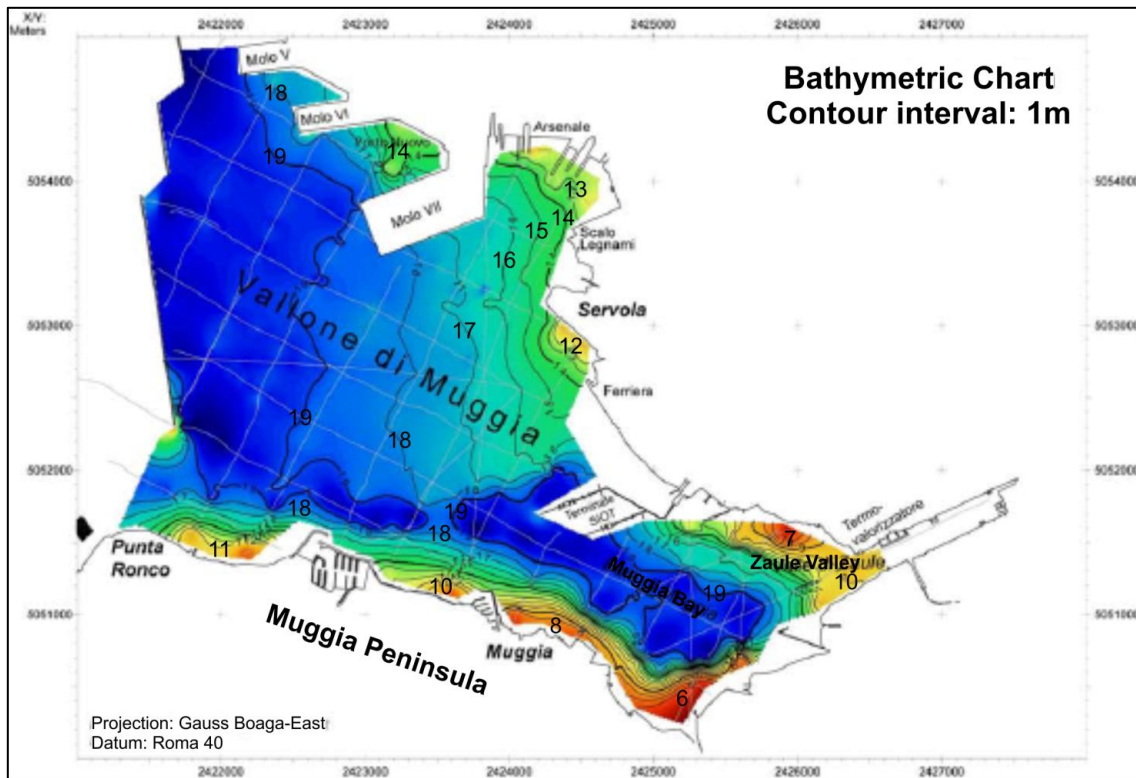 X/Y:
Meters
2422000 2423000 2424000 2425000 2426000 2427000
Bathymetric Chart
Contour interval: 1m
Molo V
18
Molo VI
19
14
Arsenale
5054000
5054000
13
Molo VII
14
15
Scalo
Legnami
16
Vallone di Muggia
Servola
17
5053000
5053000
12
Ferriera
19
18
5052000
5052000
18
19
18
Terminale
SIOT
Termo-
valorizzatore
7
Zaule Valley
11
Punta
Ronco
10
Muggia Bay
19
10
5051000
5051000
8
Muggia Peninsula
Muggia
6
Projection: Gauss Boaga-East
Datum: Roma 40
2422000 2423000 2424000 2425000 2426000 2427000